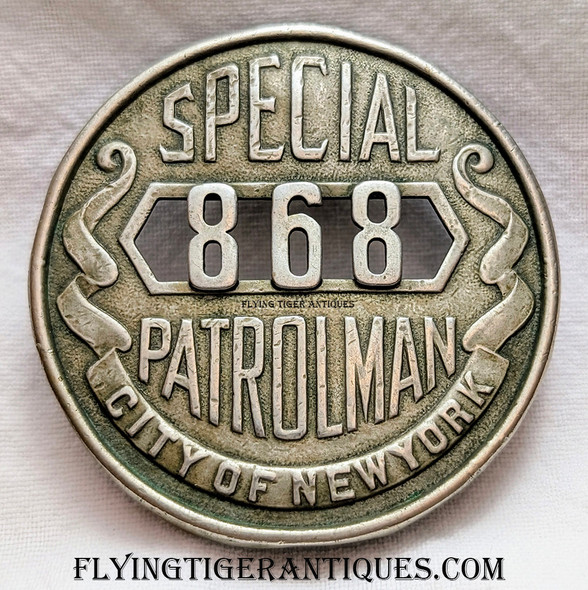 SPECIAL
868
FLYING TIGER ANTIQUES
PATROLMAN
CITY OF NEW YORK
FLYINGTIGERANTIQUES.COM